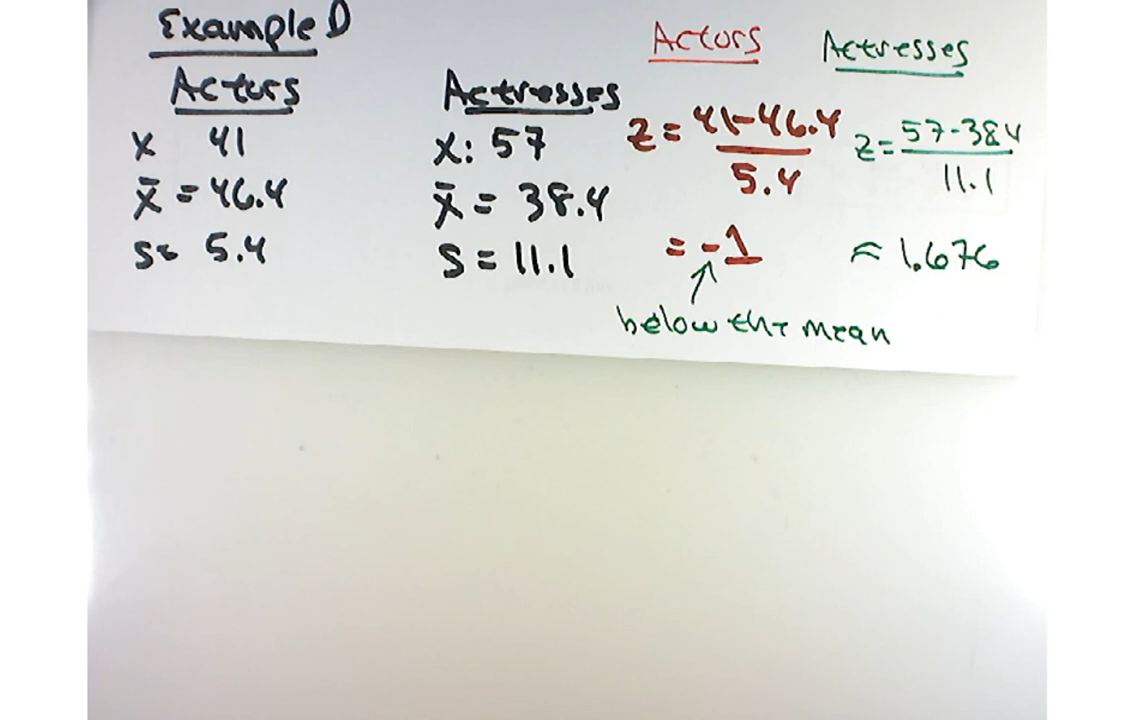 Example D
Actors
x 41
x̄ = 46.4
s= 5.4
Actresses
x: 57
x̄ = 38.4
s = 11.1
Actors
z = 41-46.4
5.4
= -1
below the mean
Actresses
z = 57-38.4
11.1
≈ 1.676